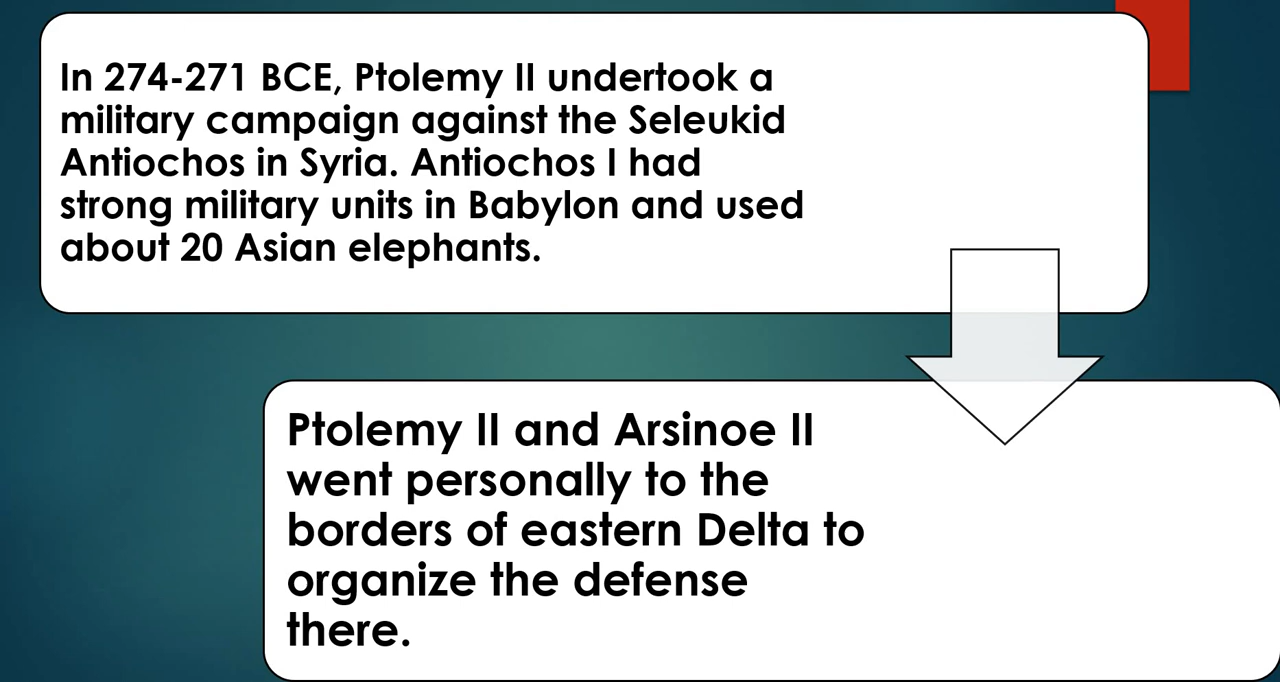 In 274-271 BCE, Ptolemy II undertook a
military campaign against the Seleukid
Antiochos in Syria. Antiochos I had
strong military units in Babylon and used
about 20 Asian elephants.
Ptolemy II and Arsinoe II
went personally to the
borders of eastern Delta to
organize the defense
there.